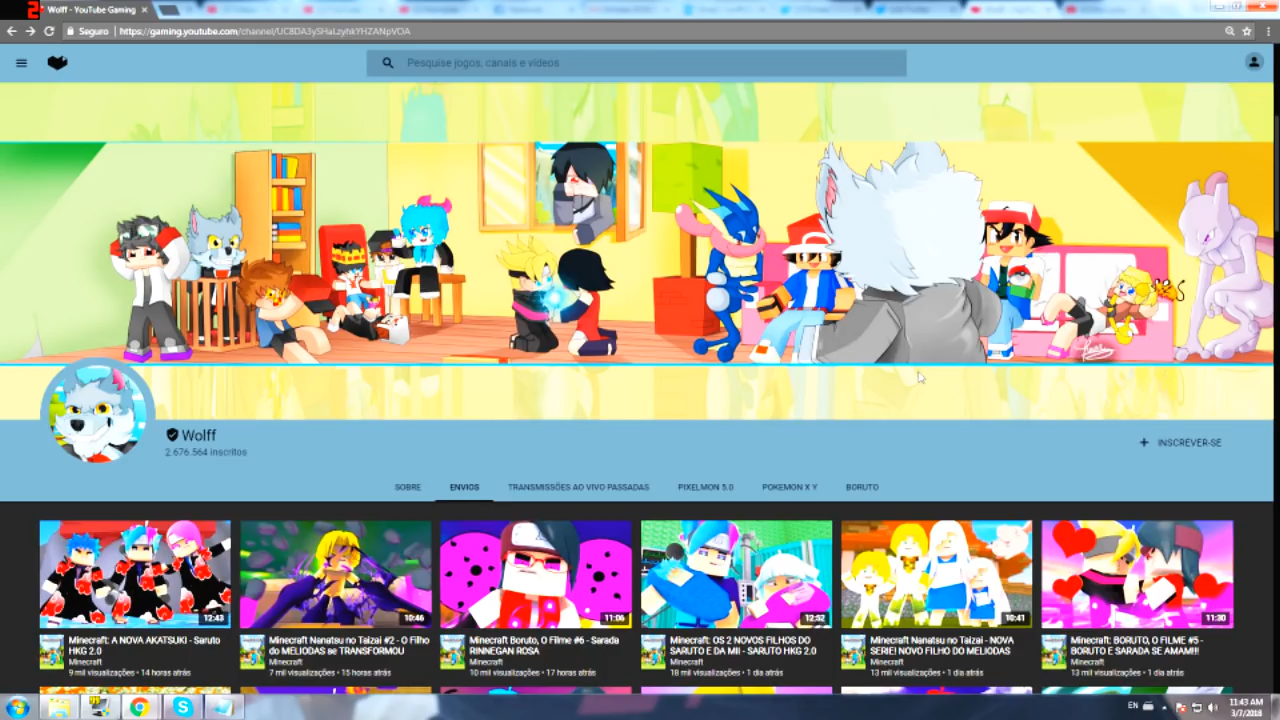 Wolff - YouTube Gaming
Seguro
https://gaming.youtube.com/channel/UC8DA3ySHaLzyhkYHZANpVOA
Pesquise jogos, canais e vídeos
Wolff
2.676.564 inscritos
INSCREVER-SE
SOBRE
ENVIOS
TRANSMISSÕES AO VIVO PASSADAS
PIXELMON 5.0
POKEMON X Y
BORUTO
12:43
10:46
11:06
12:52
10:41
11:30
Minecraft: A NOVA AKATSUKI - Saruto
HKG 2.0
Minecraft
9 mil visualizações • 14 horas atrás
Minecraft Nanatsu no Taizai #2 - O Filho
do MELIODAS se TRANSFORMOU
Minecraft
7 mil visualizações • 15 horas atrás
Minecraft Boruto, O Filme #6 - Sarada
RINNEGAN ROSA
Minecraft
10 mil visualizações • 17 horas atrás
Minecraft: OS 2 NOVOS FILHOS DO
SARUTO E DA MII - SARUTO HKG 2.0
Minecraft
18 mil visualizações • 1 dia atrás
Minecraft Nanatsu no Taizai - NOVA
SERIE! NOVO FILHO DO MELIODAS
Minecraft
13 mil visualizações • 1 dia atrás
Minecraft: BORUTO, O FILME #5 -
BORUTO E SARADA SE AMAM!!!
Minecraft
13 mil visualizações • 1 dia atrás
EN
11:43 AM
3/7/2018